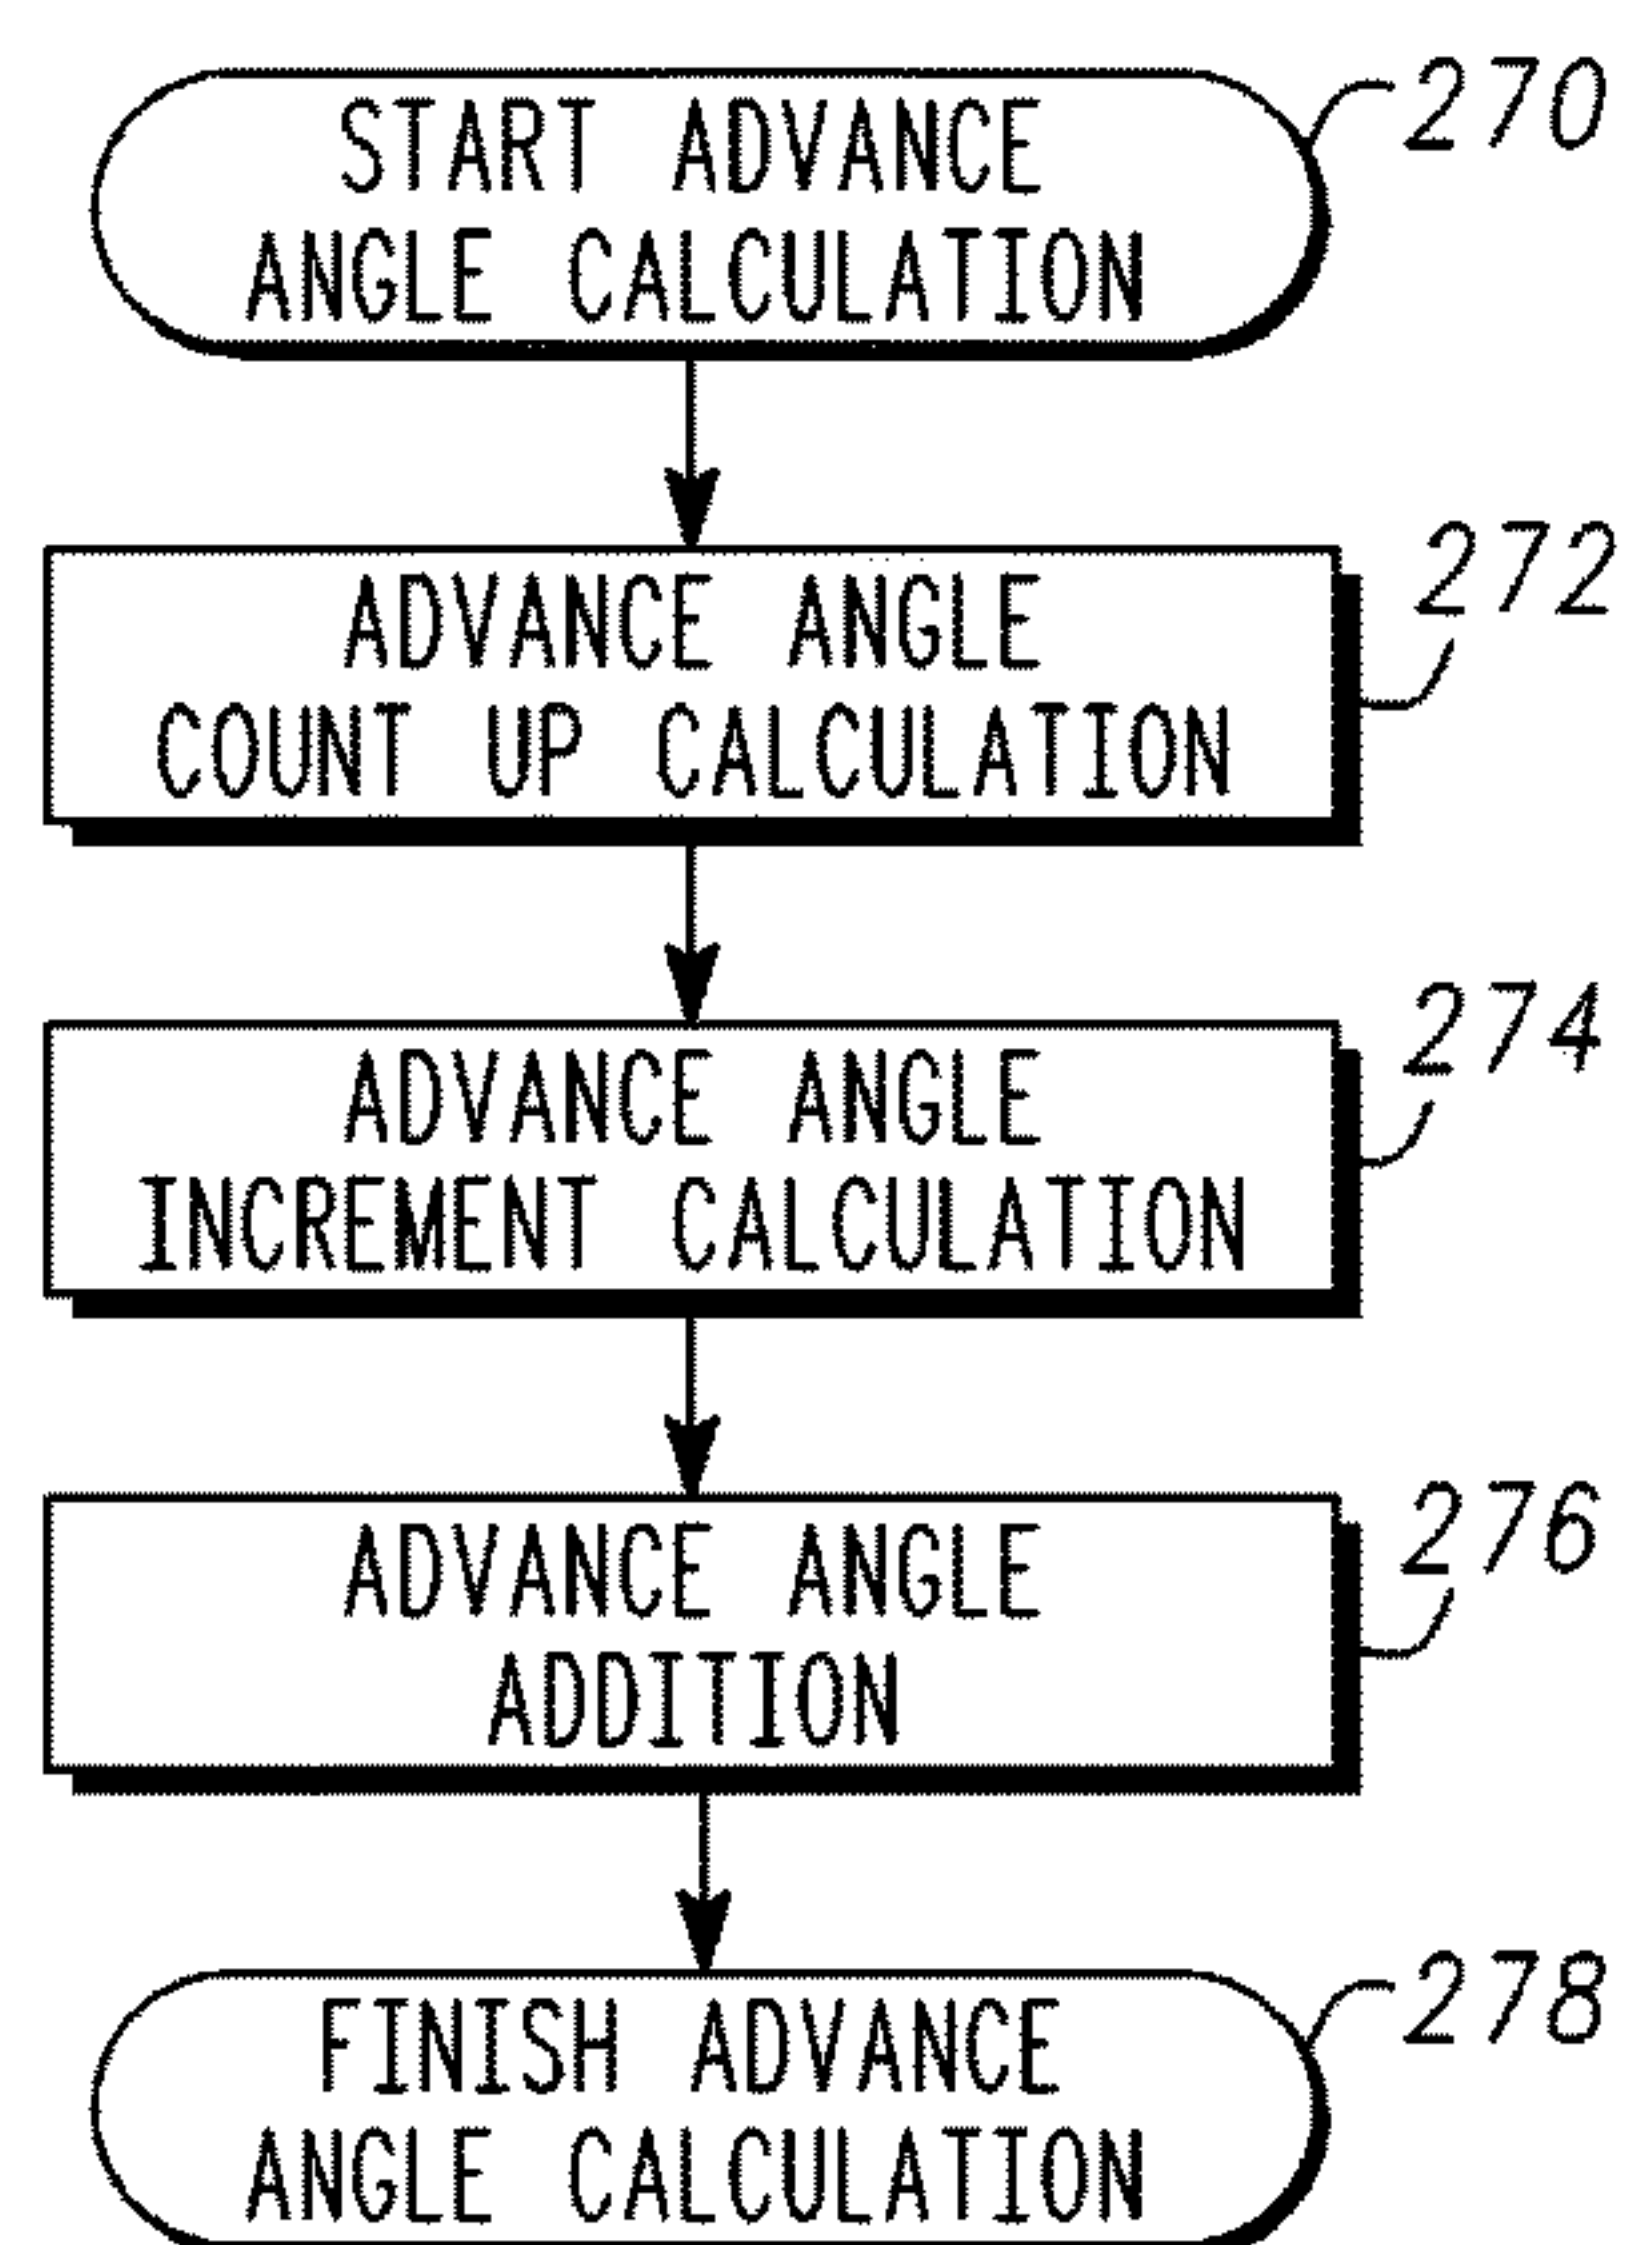 START ADVANCE
ANGLE CALCULATION
270
ADVANCE ANGLE
COUNT UP CALCULATION
272
ADVANCE ANGLE
INCREMENT CALCULATION
274
ADVANCE ANGLE
ADDITION
276
FINISH ADVANCE
ANGLE CALCULATION
278